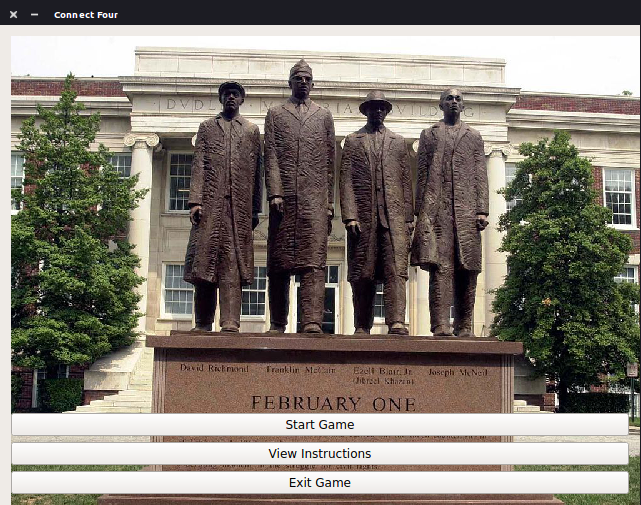 Connect Four
DUDLEY MEMORIAL BUILDING
David Richmond Franklin McCain Ezell Blair, Jr. Joseph McNeil
(Jibreel Khazan)
FEBRUARY ONE
Start Game
View Instructions
Exit Game